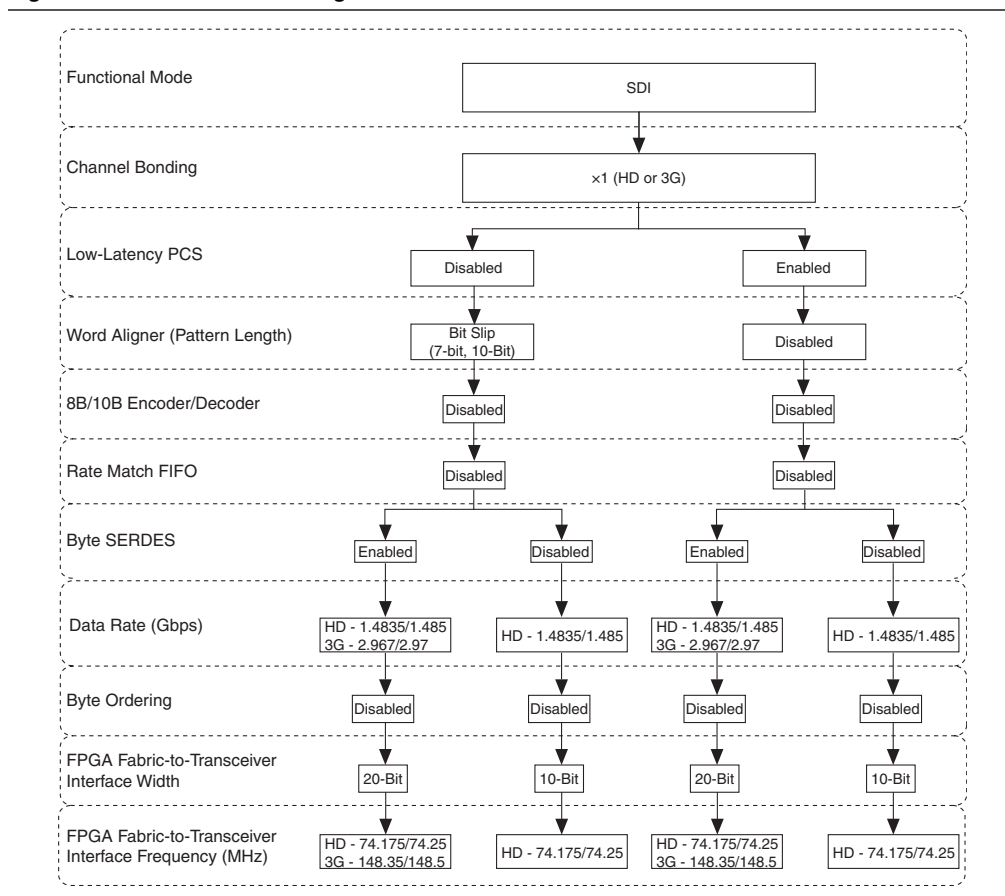 Functional Mode
SDI
Channel Bonding
×1 (HD or 3G)
Low-Latency PCS
Disabled
Enabled
Word Aligner (Pattern Length)
Bit Slip
(7-bit, 10-Bit)
Disabled
8B/10B Encoder/Decoder
Disabled
Disabled
Rate Match FIFO
Disabled
Disabled
Byte SERDES
Enabled
Disabled
Enabled
Disabled
Data Rate (Gbps)
HD - 1.4835/1.485
3G - 2.967/2.97
HD - 1.4835/1.485
HD - 1.4835/1.485
3G - 2.967/2.97
HD - 1.4835/1.485
Byte Ordering
Disabled
Disabled
Disabled
Disabled
FPGA Fabric-to-Transceiver
Interface Width
20-Bit
10-Bit
20-Bit
10-Bit
FPGA Fabric-to-Transceiver
Interface Frequency (MHz)
HD - 74.175/74.25
3G - 148.35/148.5
HD - 74.175/74.25
HD - 74.175/74.25
3G - 148.35/148.5
HD - 74.175/74.25